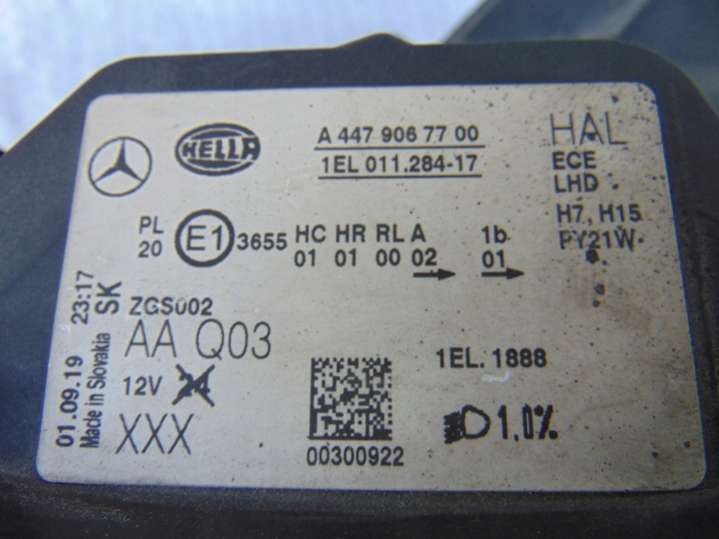 HELLA
A 447 906 77 00
1EL 011.284-17
HAL
ECE
LHD
H7, H15
PY21W
PL
20
E1
3655
HC HR RL A 1b
01 01 00 02 01
01.09.19 23:17
Made in Slovakia SK
ZGS002
AA Q03
12V 24
XXX
00300922
1EL. 1888
1,0%